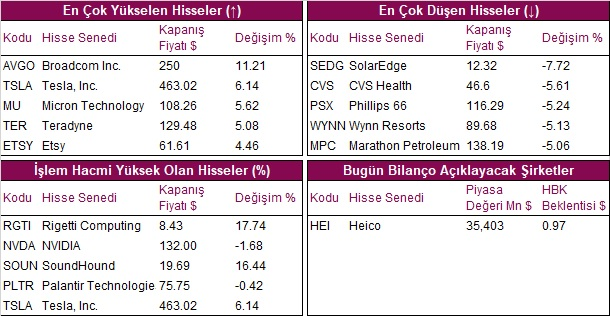 En Çok Yükselen Hisseler (↑)
Kodu Hisse Senedi Kapanış Fiyatı $ Değişim %
AVGO Broadcom Inc. 250 11.21
TSLA Tesla, Inc. 463.02 6.14
MU Micron Technology 108.26 5.62
TER Teradyne 129.48 5.08
ETSY Etsy 61.61 4.46
En Çok Düşen Hisseler (↓)
Kodu Hisse Senedi Kapanış Fiyatı $ Değişim %
SEDG SolarEdge 12.32 -7.72
CVS CVS Health 46.6 -5.61
PSX Phillips 66 116.29 -5.24
WYNN Wynn Resorts 89.68 -5.13
MPC Marathon Petroleum 138.19 -5.06
İşlem Hacmi Yüksek Olan Hisseler (%)
Kodu Hisse Senedi Kapanış Fiyatı $ Değişim %
RGTI Rigetti Computing 8.43 17.74
NVDA NVIDIA 132.00 -1.68
SOUN SoundHound 19.69 16.44
PLTR Palantir Technologie 75.75 -0.42
TSLA Tesla, Inc. 463.02 6.14
Bugün Bilanço Açıklayacak Şirketler
Kodu Hisse Senedi Piyasa Değeri Mn $ HBK Beklentisi $
HEI Heico 35,403 0.97